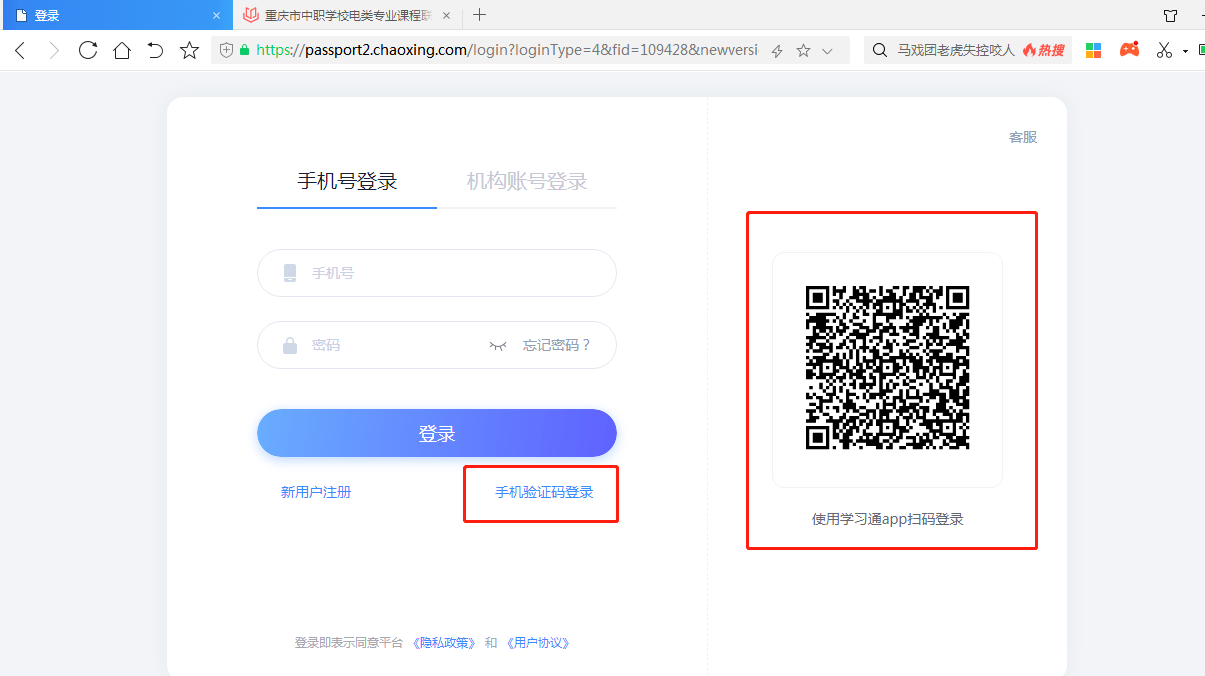 登录
重庆市中职学校电类专业课程联
https://passport2.chaoxing.com/login?loginType=4&fid=109428&newversi
马戏团老虎失控咬人
热搜
客服
手机号登录 机构账号登录
手机号
密码 忘记密码？
登录
新用户注册 手机验证码登录
使用学习通app扫码登录
登录即表示同意平台 《隐私政策》 和 《用户协议》